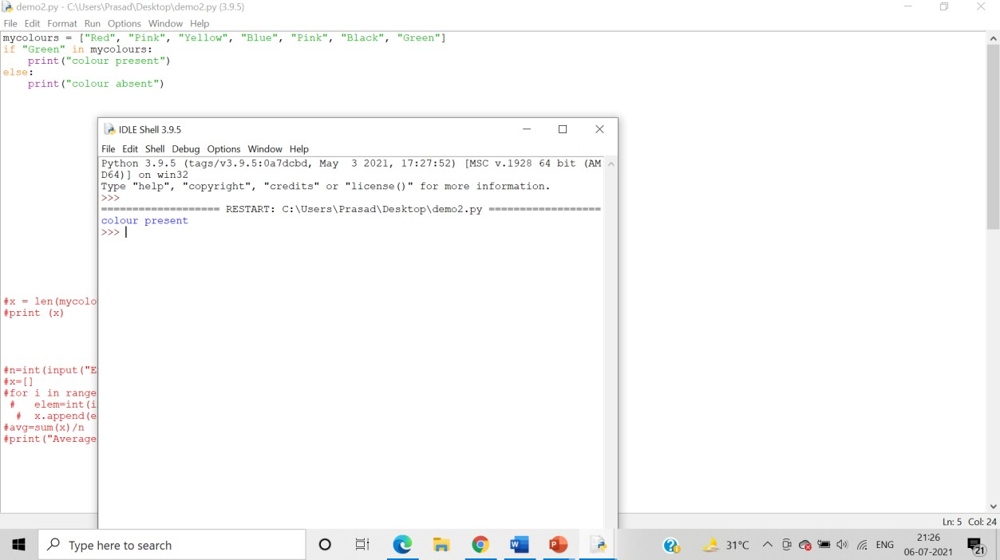 demo2.py - C:\Users\Prasad\Desktop\demo2.py (3.9.5)
File Edit Format Run Options Window Help
mycolours = ["Red", "Pink", "Yellow", "Blue", "Pink", "Black", "Green"]
if "Green" in mycolours:
    print("colour present")
else:
    print("colour absent")
IDLE Shell 3.9.5
File Edit Shell Debug Options Window Help
Python 3.9.5 (tags/v3.9.5:0a7dcbd, May  3 2021, 17:27:52) [MSC v.1928 64 bit (AM
D64)] on win32
Type "help", "copyright", "credits" or "license()" for more information.
>>>
=================== RESTART: C:\Users\Prasad\Desktop\demo2.py ==================
colour present
>>>
#x = len(mycolo
#print (x)
#n=int(input("E
#x=[]
#for i in range
 #   elem=int(i
  #  x.append(e
#avg=sum(x)/n
#print("Average
Ln: 5 Col: 24
Type here to search
31°C
ENG
21:26
06-07-2021
21